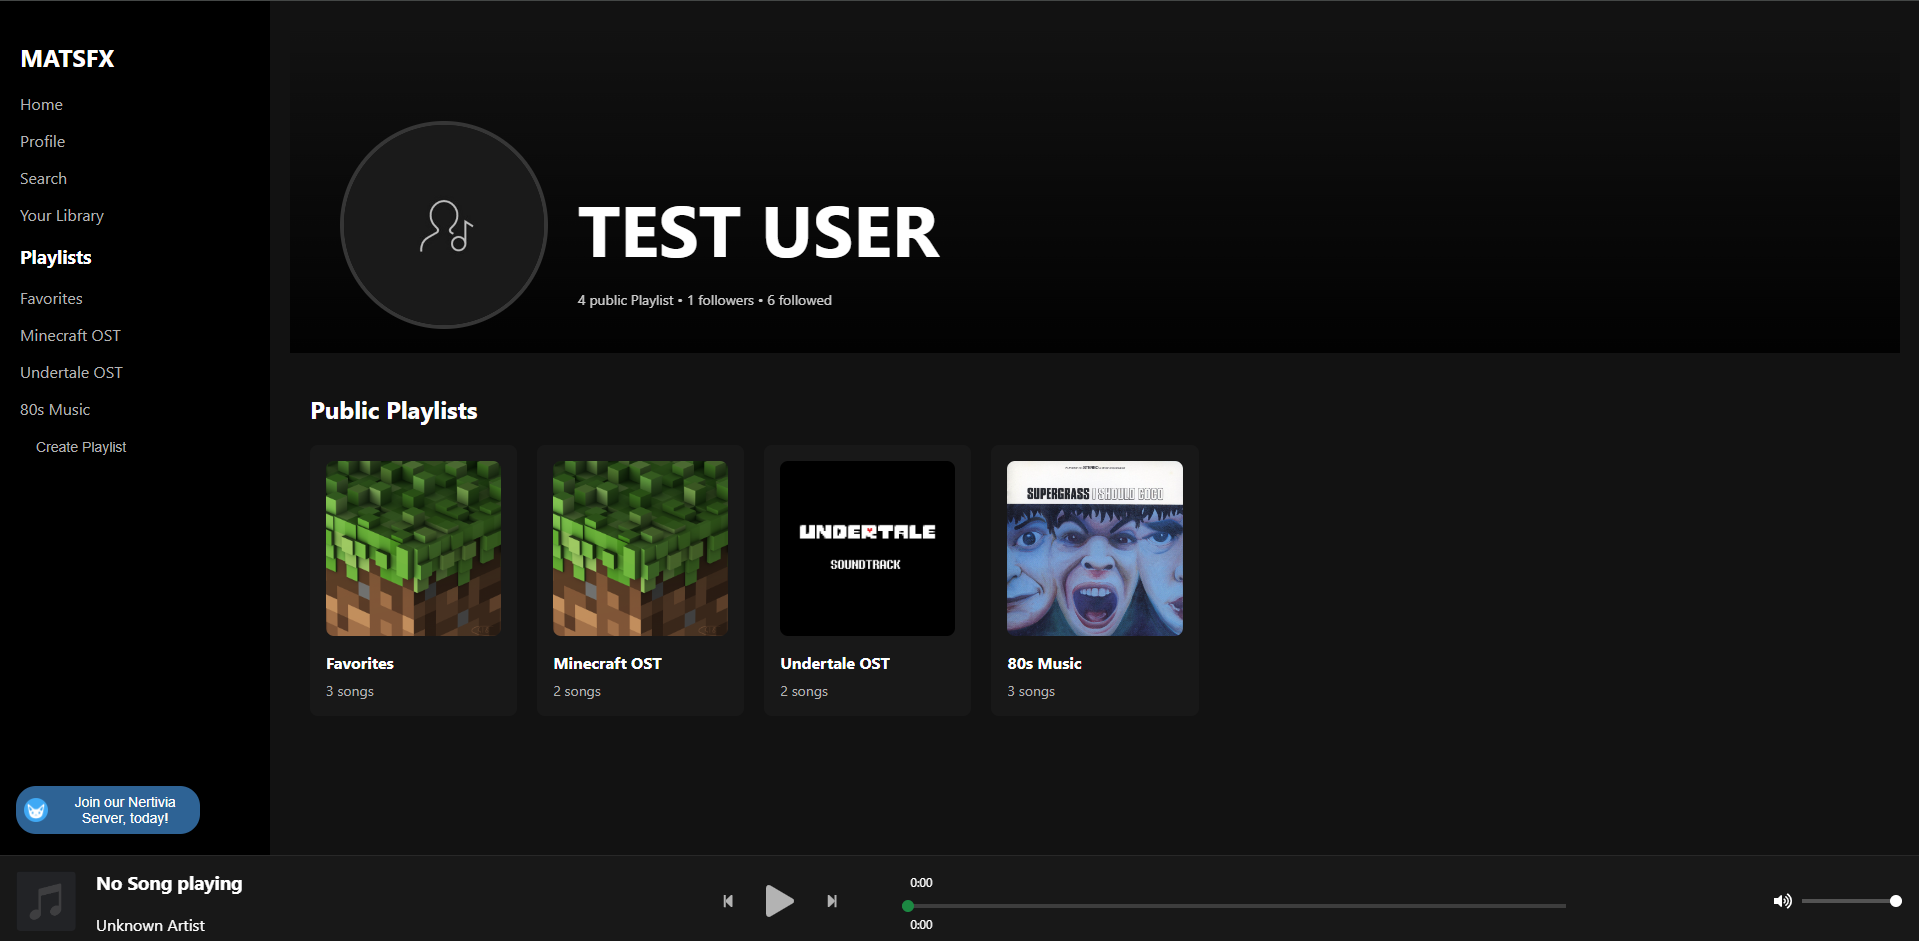 MATSFX
Home
Profile
Search
Your Library
Playlists
Favorites
Minecraft OST
Undertale OST
80s Music
Create Playlist
Join our Nertivia
Server, today!
TEST USER
4 public Playlist • 1 followers • 6 followed
Public Playlists
Favorites
3 songs
Minecraft OST
2 songs
UNDERTALE
SOUNDTRACK
Undertale OST
2 songs
SUPERGRASS I SHOULD COCO
80s Music
3 songs
No Song playing
Unknown Artist
0:00
0:00